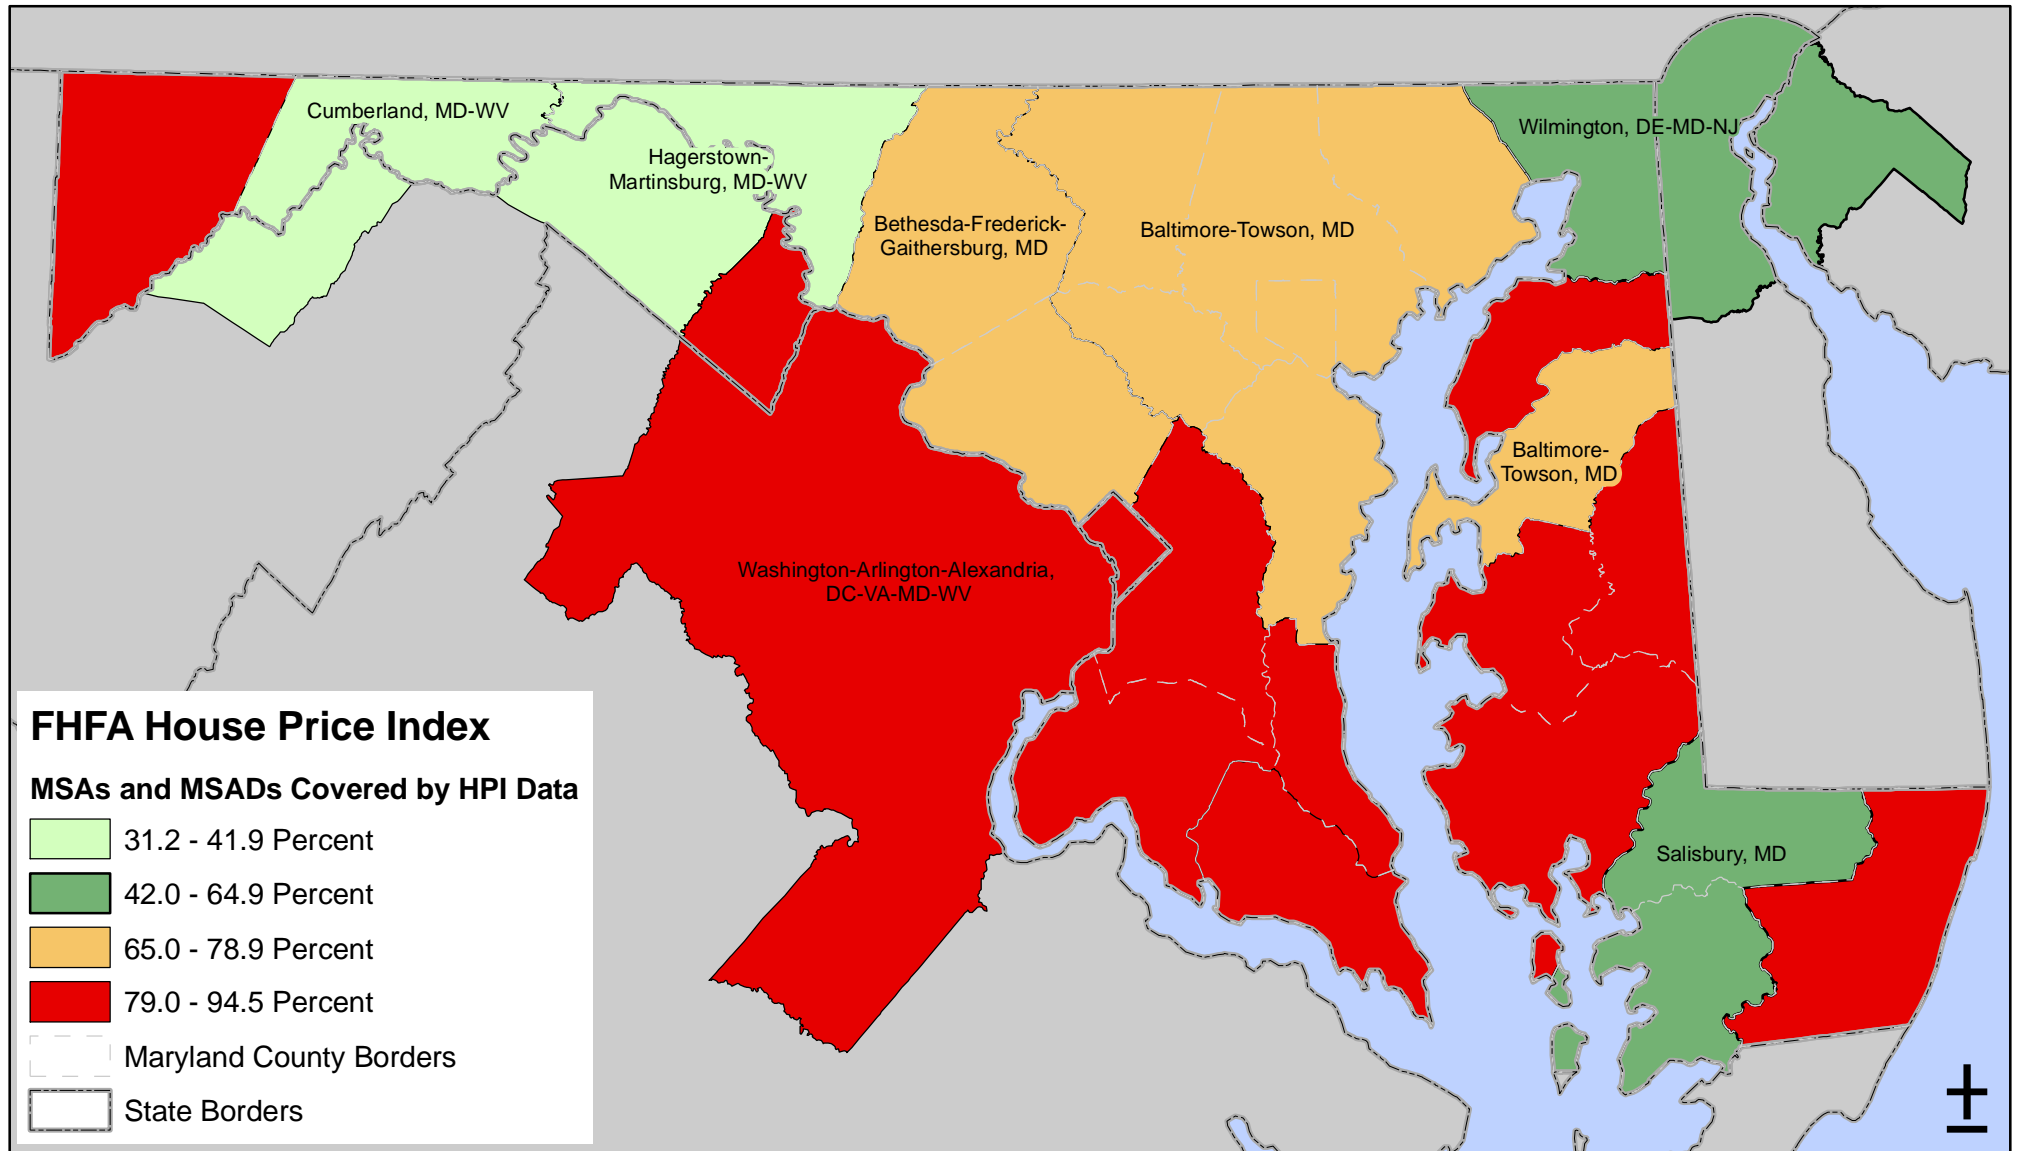 Cumberland, MD-WV
Hagerstown-
Martinsburg, MD-WV
Bethesda-Frederick-
Gaithersburg, MD
Baltimore-Towson, MD
Wilmington, DE-MD-NJ
Baltimore-
Towson, MD
Washington-Arlington-Alexandria,
DC-VA-MD-WV
Salisbury, MD
FHFA House Price Index
MSAs and MSADs Covered by HPI Data
31.2 - 41.9 Percent
42.0 - 64.9 Percent
65.0 - 78.9 Percent
79.0 - 94.5 Percent
Maryland County Borders
State Borders
±